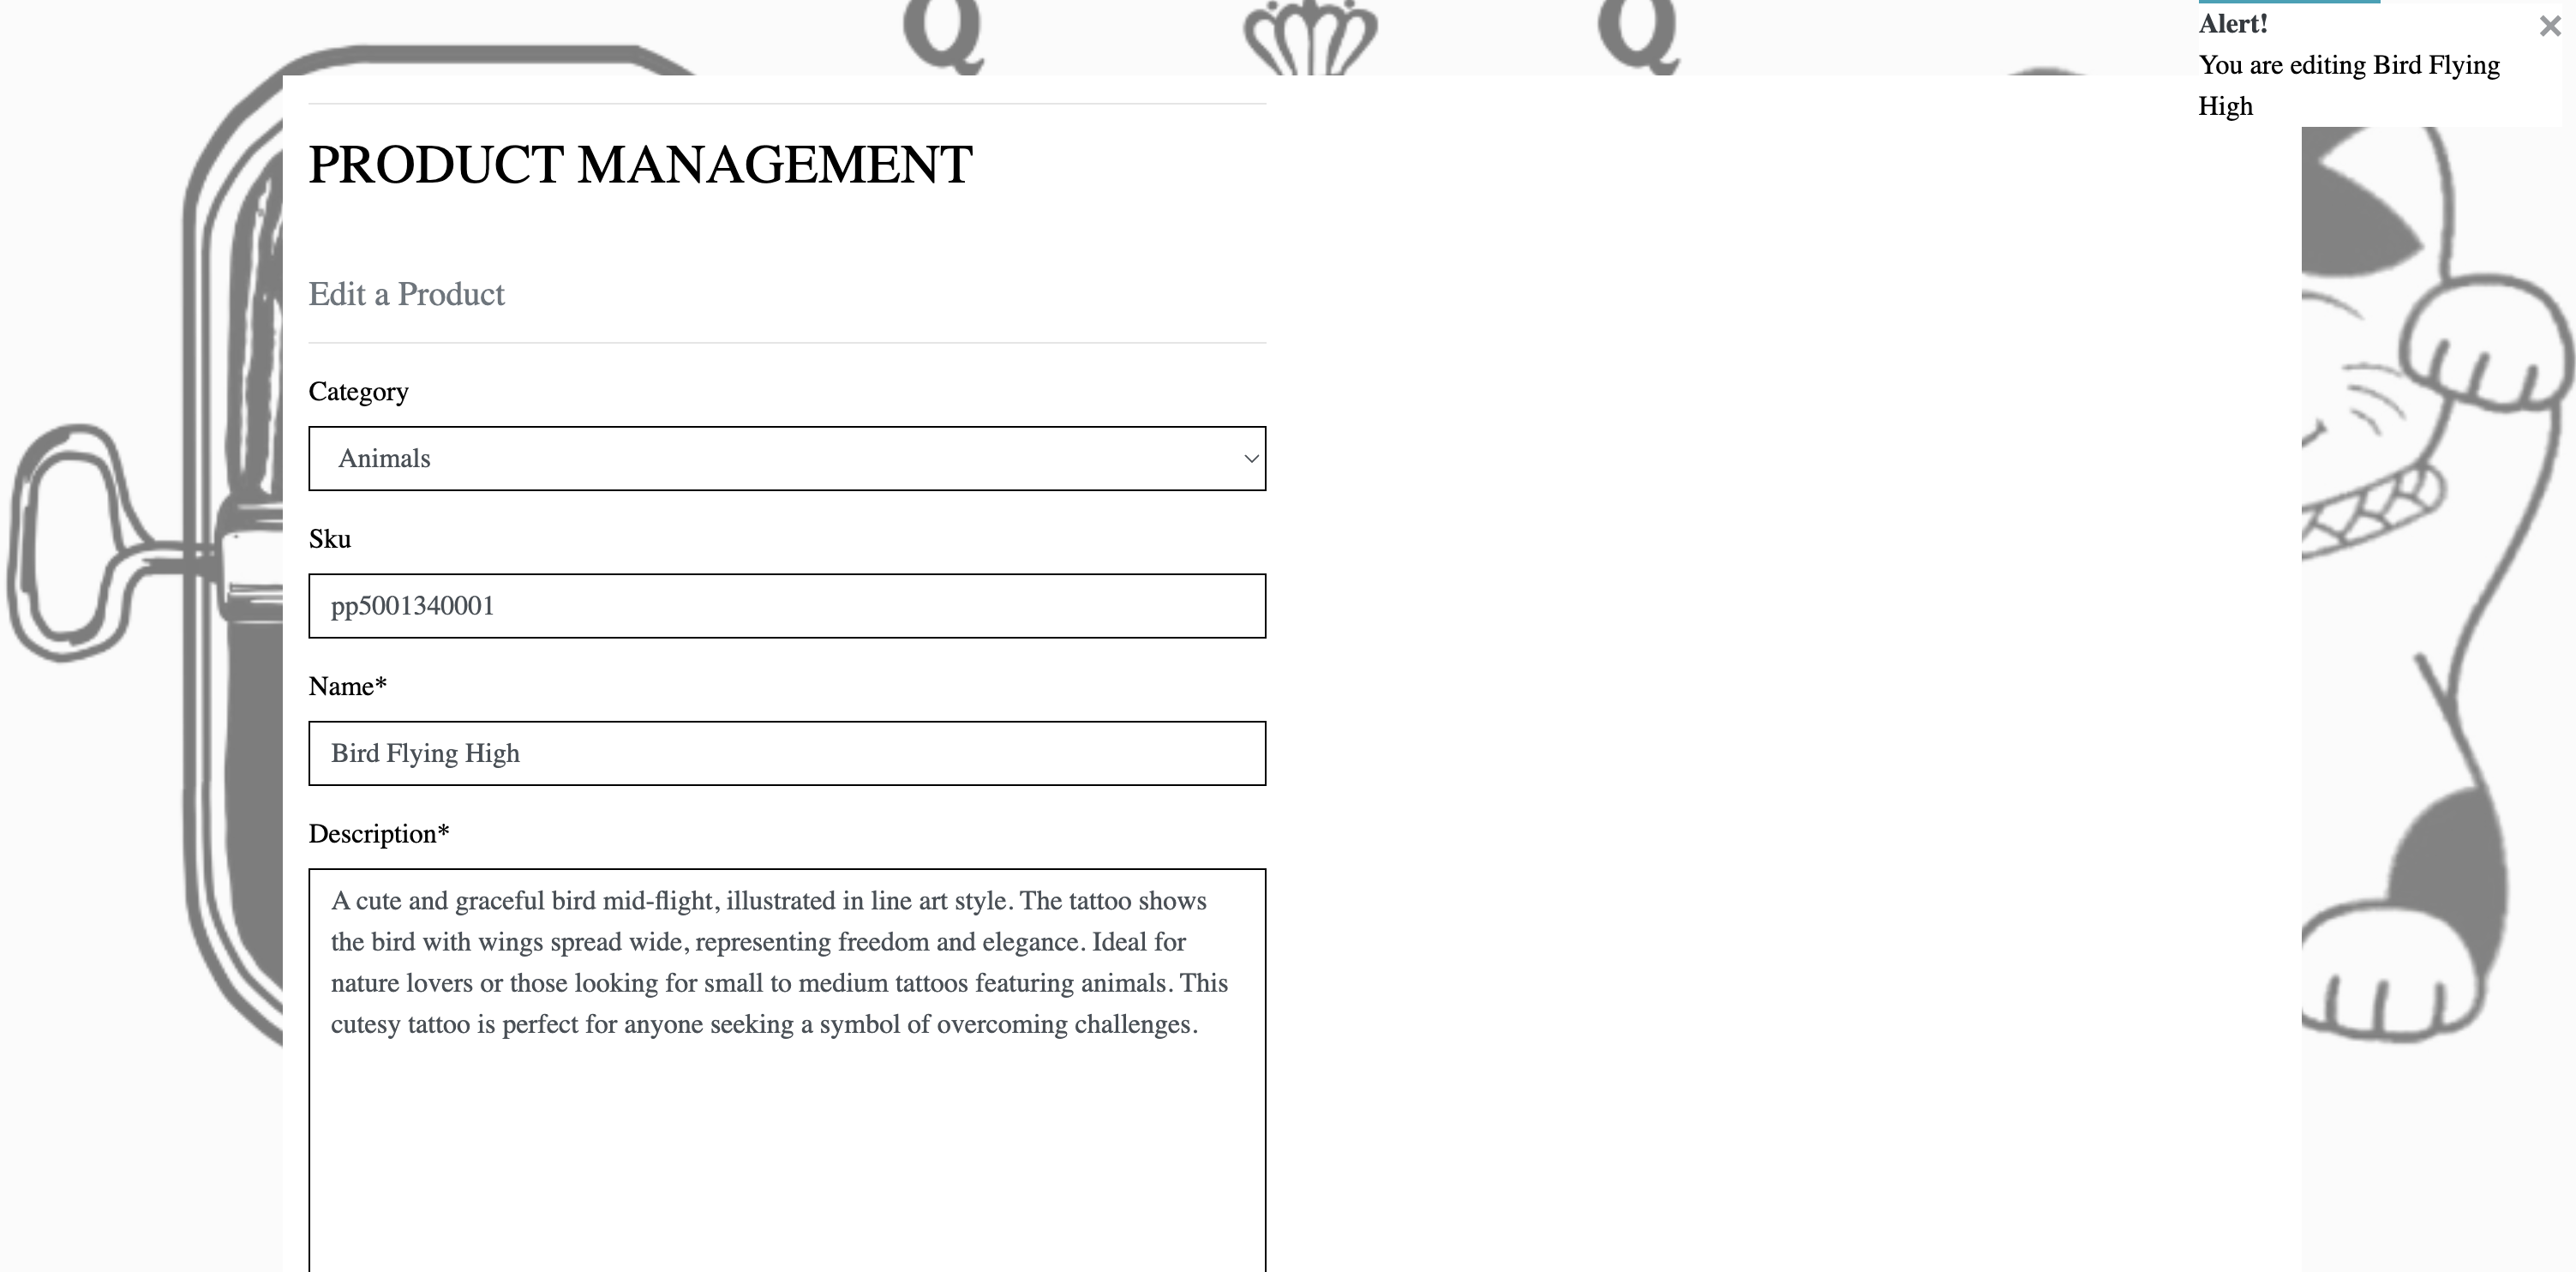 Q
Q
Alert!
You are editing Bird Flying
High
PRODUCT MANAGEMENT
Edit a Product
Category
Animals
Sku
pp5001340001
Name*
Bird Flying High
Description*
A cute and graceful bird mid-flight, illustrated in line art style. The tattoo shows
the bird with wings spread wide, representing freedom and elegance. Ideal for
nature lovers or those looking for small to medium tattoos featuring animals. This
cutesy tattoo is perfect for anyone seeking a symbol of overcoming challenges.